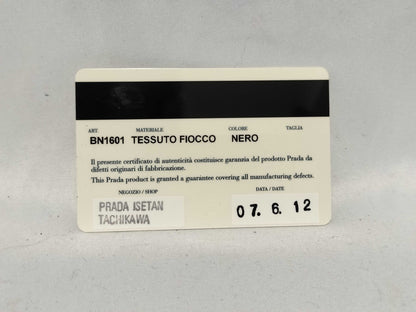 ART. MATERIALE COLORE TAGLIA
BN1601 TESSUTO FIOCCO NERO
Il presente certificato di autenticità costituisce garanzia del prodotto Prada da
difetti originari di fabbricazione.
This Prada product is granted a guarantee covering all manufacturing defects.
NEGOZIO / SHOP DATA / DATE
PRADA ISETAN 07. 6. 12
TACHIKAWA